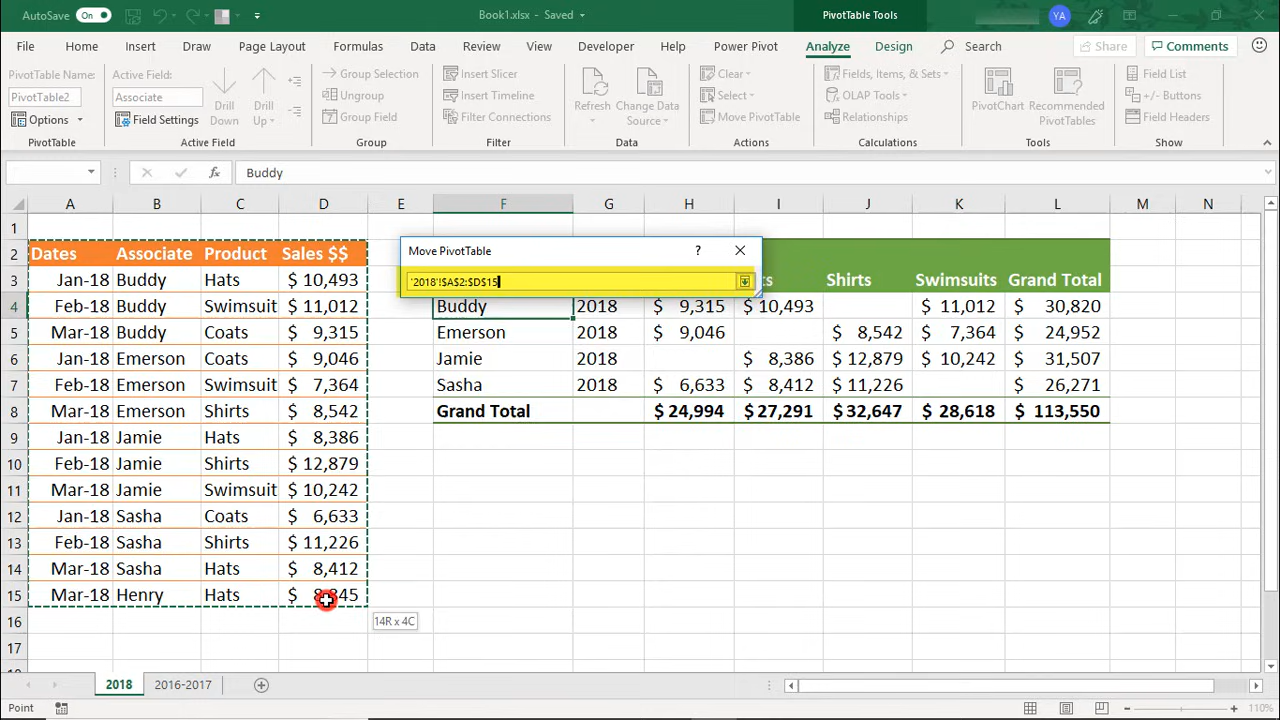 AutoSave On Book1.xlsx - Saved PivotTable Tools YA
File Home Insert Draw Page Layout Formulas Data Review View Developer Help Power Pivot Analyze Design Search Share Comments
PivotTable Name: Active Field: Group Selection Insert Slicer Clear Fields, Items, & Sets Field List
PivotTable2 Associate Drill Down Drill Up Ungroup Insert Timeline Refresh Change Data Source Select OLAP Tools PivotChart Recommended PivotTables +/- Buttons
Options Field Settings Group Field Filter Connections Move PivotTable Relationships Field Headers
PivotTable Active Field Group Filter Data Actions Calculations Tools Show
fx Buddy
A B C D E F G H I J K L M N
1
2 Dates Associate Product Sales $$ Move PivotTable ? ×
3 Jan-18 Buddy Hats $ 10,493 '2018'!$A$2:$D$15 Shirts Swimsuits Grand Total
4 Feb-18 Buddy Swimsuit $ 11,012 Buddy 2018 $ 9,315 $ 10,493 $ 11,012 $ 30,820
5 Mar-18 Buddy Coats $ 9,315 Emerson 2018 $ 9,046 $ 8,542 $ 7,364 $ 24,952
6 Jan-18 Emerson Coats $ 9,046 Jamie 2018 $ 8,386 $ 12,879 $ 10,242 $ 31,507
7 Feb-18 Emerson Swimsuit $ 7,364 Sasha 2018 $ 6,633 $ 8,412 $ 11,226 $ 26,271
8 Mar-18 Emerson Shirts $ 8,542 Grand Total $ 24,994 $ 27,291 $ 32,647 $ 28,618 $ 113,550
9 Jan-18 Jamie Hats $ 8,386
10 Feb-18 Jamie Shirts $ 12,879
11 Mar-18 Jamie Swimsuit $ 10,242
12 Jan-18 Sasha Coats $ 6,633
13 Feb-18 Sasha Shirts $ 11,226
14 Mar-18 Sasha Hats $ 8,412
15 Mar-18 Henry Hats $
16 14R x 4C
17
2018 2016-2017
Point 110%